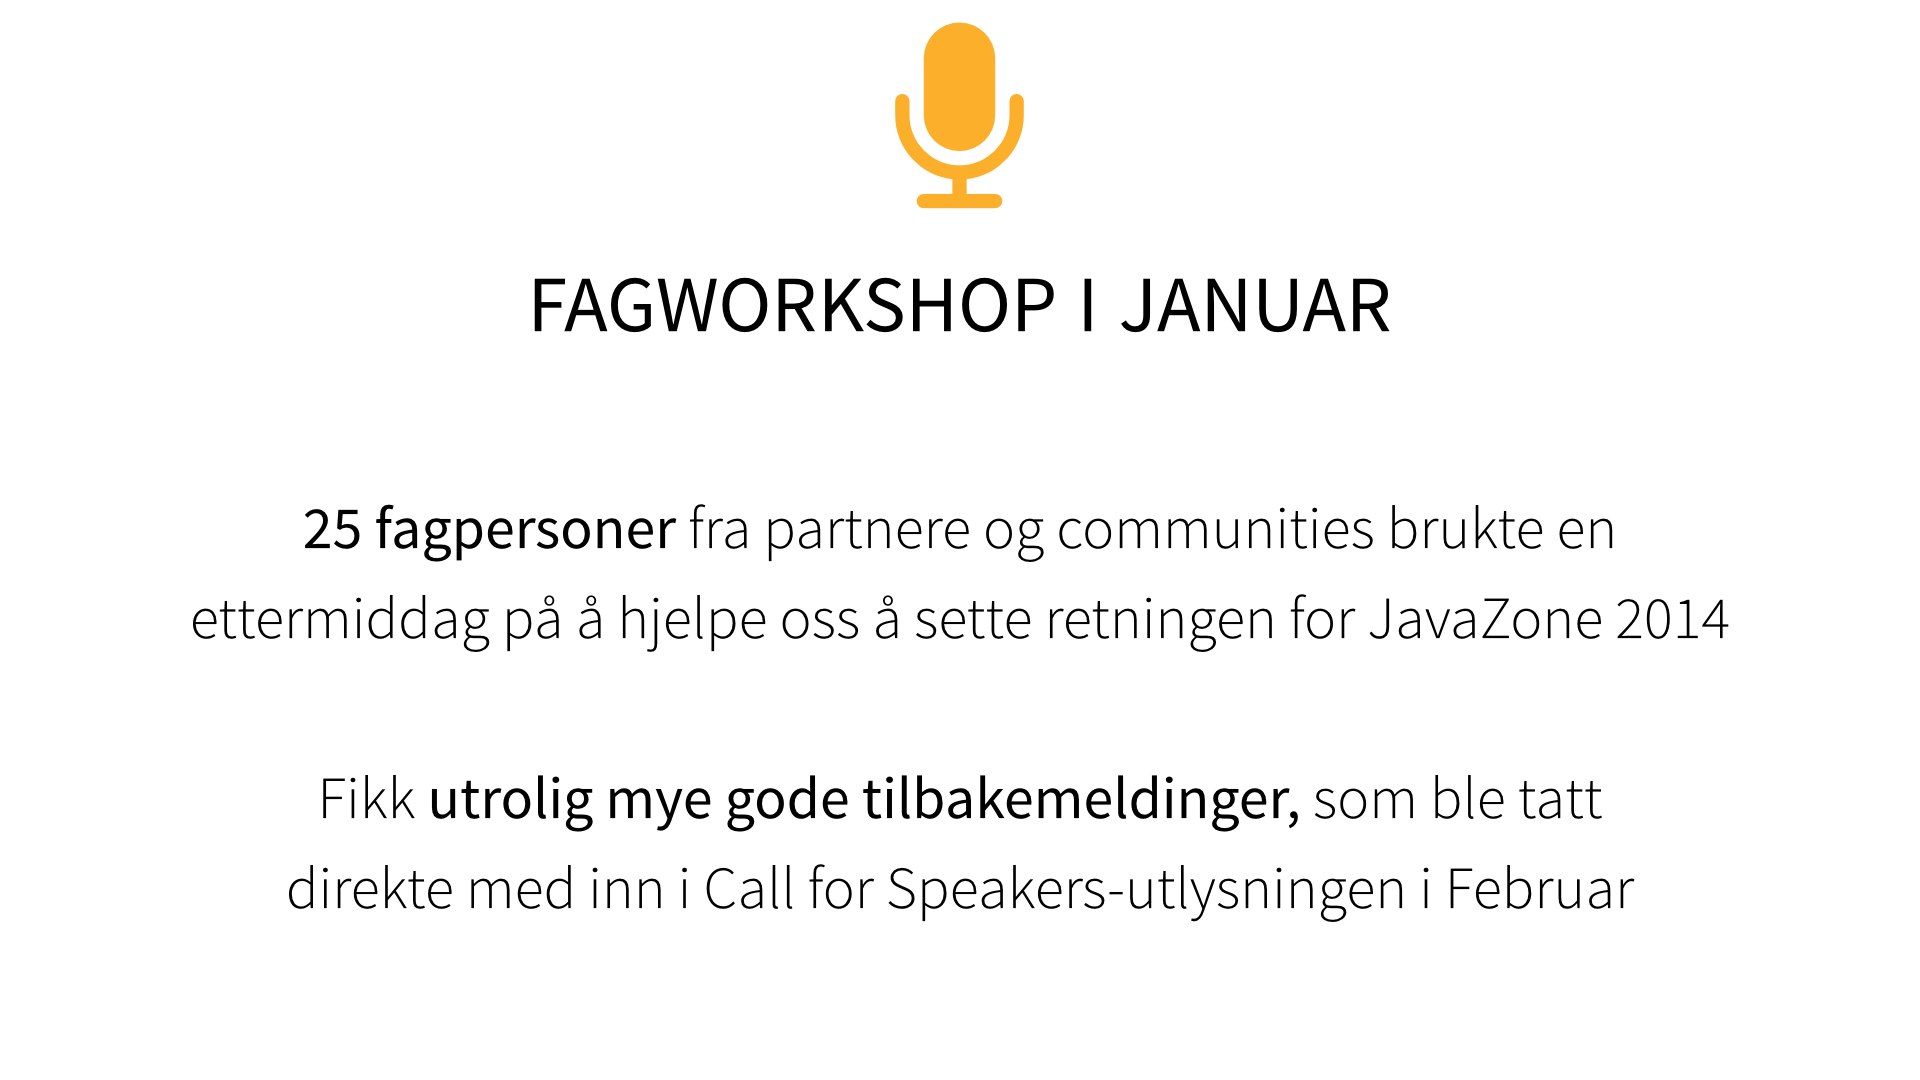 FAGWORKSHOP I JANUAR
25 fagpersoner fra partnere og communities brukte en
ettermiddag på å hjelpe oss å sette retningen for JavaZone 2014
Fikk utrolig mye gode tilbakemeldinger, som ble tatt
direkte med inn i Call for Speakers-utlysningen i Februar